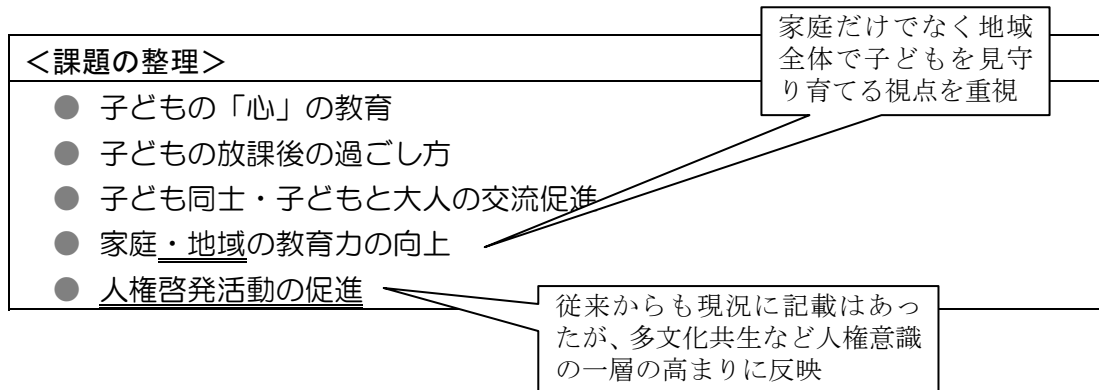 家庭だけでなく地域
全体で子どもを見守
り育てる視点を重視
＜課題の整理＞
● 子どもの「心」の教育
● 子どもの放課後の過ごし方
● 子ども同士・子どもと大人の交流促進
● 家庭・地域の教育力の向上
● 人権啓発活動の促進
従来からも現況に記載はあっ
たが、多文化共生など人権意識
の一層の高まりに反映